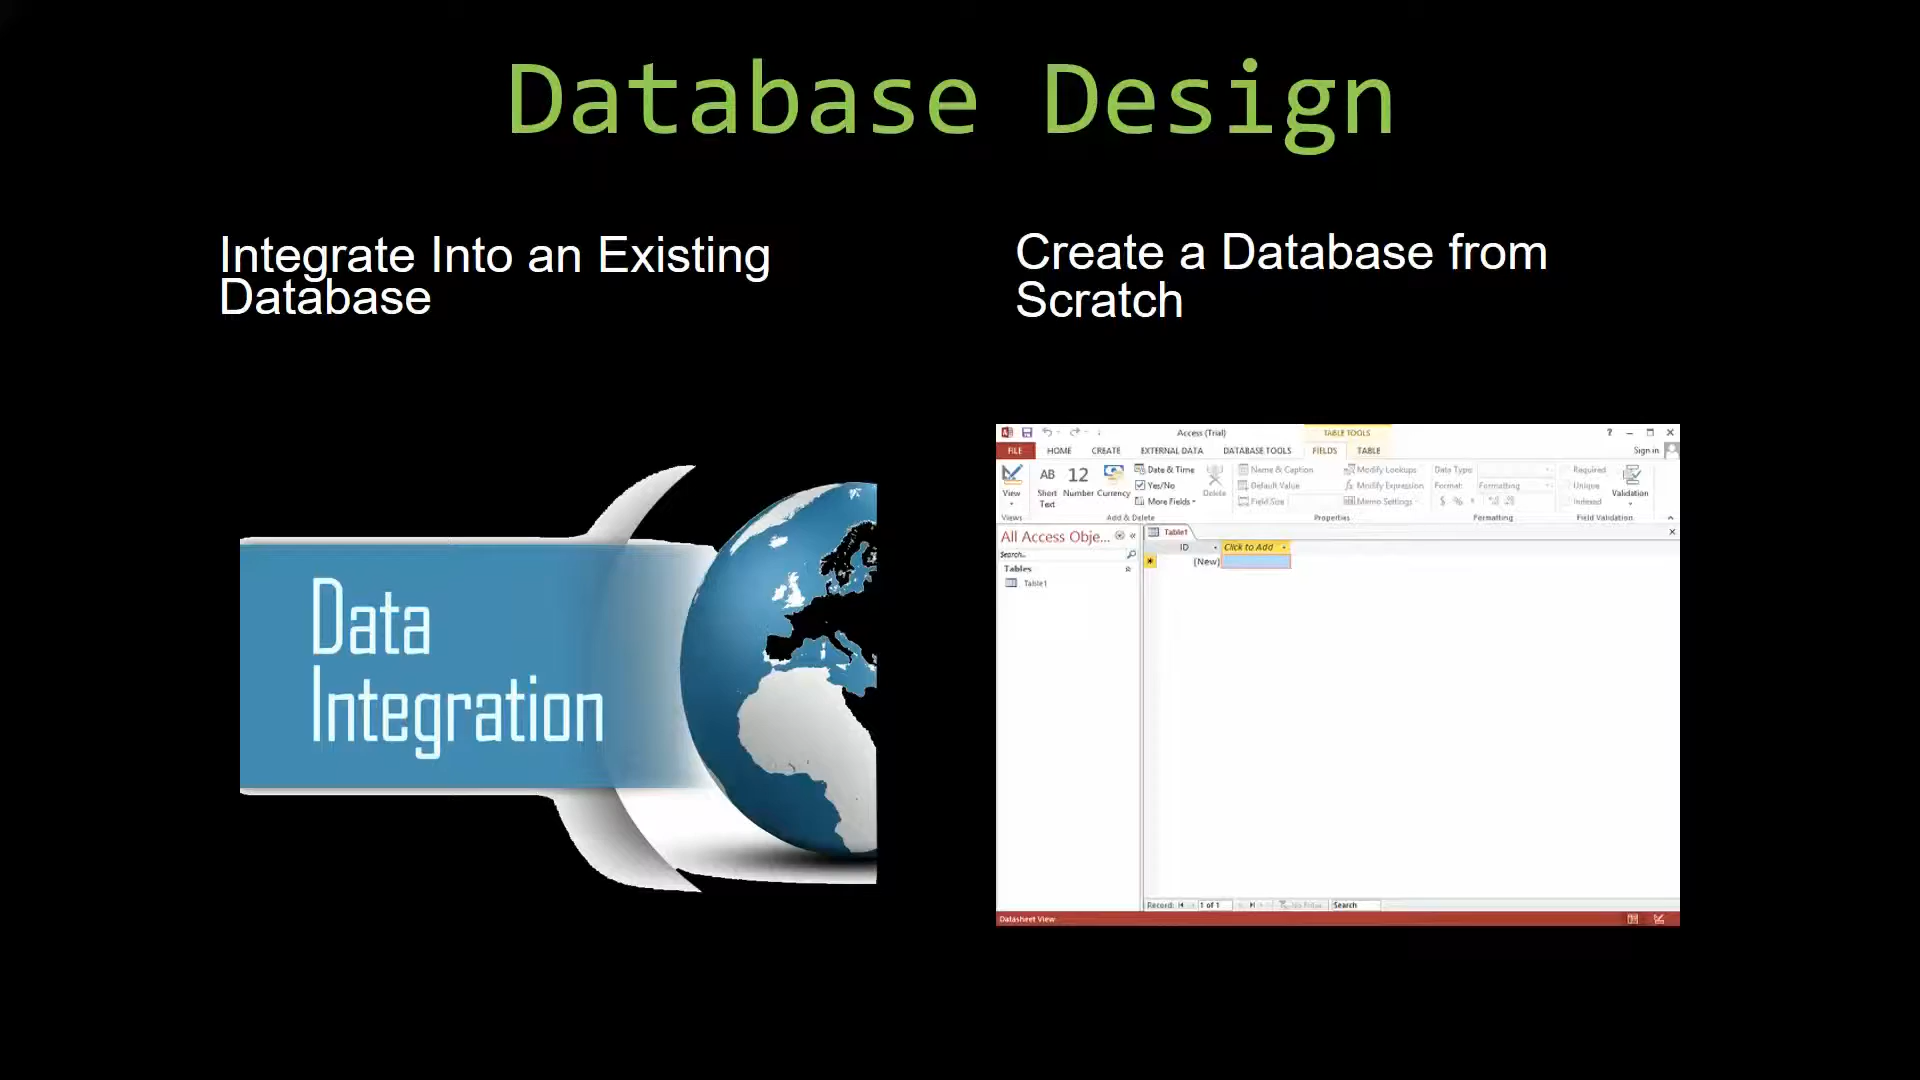 Database Design
Integrate Into an Existing
Database
Create a Database from
Scratch
Data
Integration
Access (Trial)
TABLE TOOLS
?
FILE
HOME
CREATE
EXTERNAL DATA
DATABASE TOOLS
FIELDS
TABLE
Sign in
View
AB
Short
Text
12
Number
Currency
Date & Time
Yes/No
More Fields
Delete
Name & Caption
Default Value
Field Size
Modify Lookups
fx Modify Expression
Memo Settings
Data Type:
Format: Formatting
$ %
Required
Unique
Indexed
Validation
Views
Add & Delete
Properties
Formatting
Field Validation
All Access Obje...
Search...
Tables
Table1
Table1
ID
Click to Add
(New)
Record: 1 of 1
No Filter
Search
Datasheet View